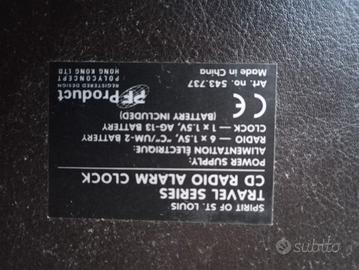 SPIRIT OF ST. LOUIS
TRAVEL SERIES
CD RADIO ALARM CLOCK
POWER SUPPLY:
ALIMENTATION ÉLECTRIQUE:
RADIO – 6 × 1.5V, "C"/UM-2 BATTERY
CLOCK – 1 × 1.5V, AG-13 BATTERY
(BATTERY INCLUDED)
CE
Art. no. 543.737
Made in China
PF Product
REGISTERED DESIGN
POLYCONCEPT
HONG KONG LTD
subito